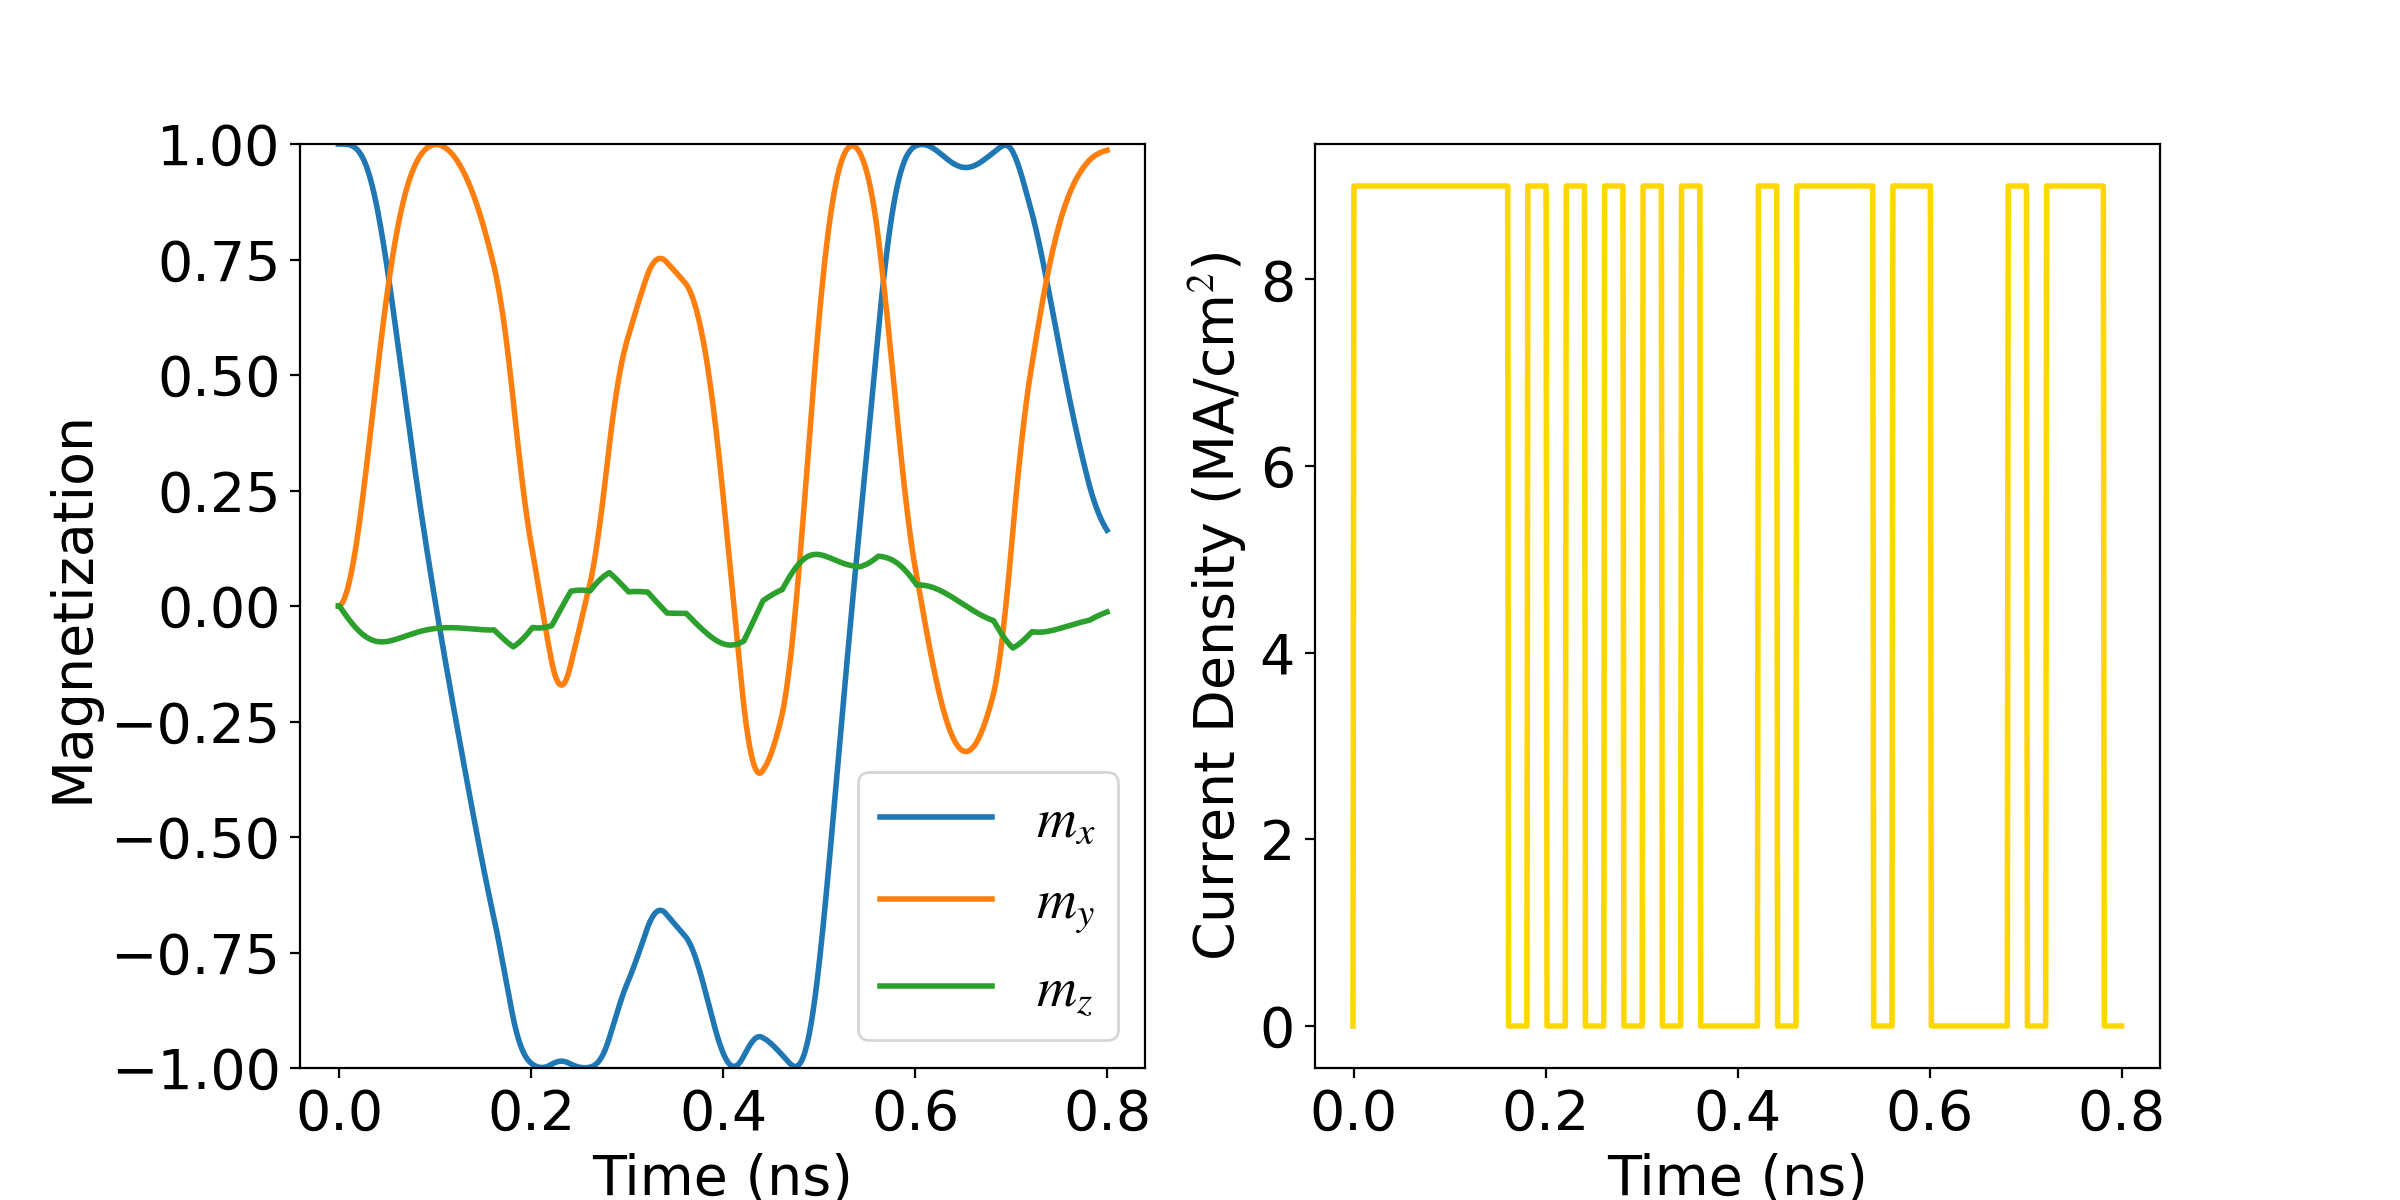 Magnetization
1.00
0.75
0.50
0.25
0.00
−0.25
−0.50
−0.75
−1.00
0.0 0.2 0.4 0.6 0.8
Time (ns)
m_x
m_y
m_z
Current Density (MA/cm²)
8
6
4
2
0
0.0 0.2 0.4 0.6 0.8
Time (ns)